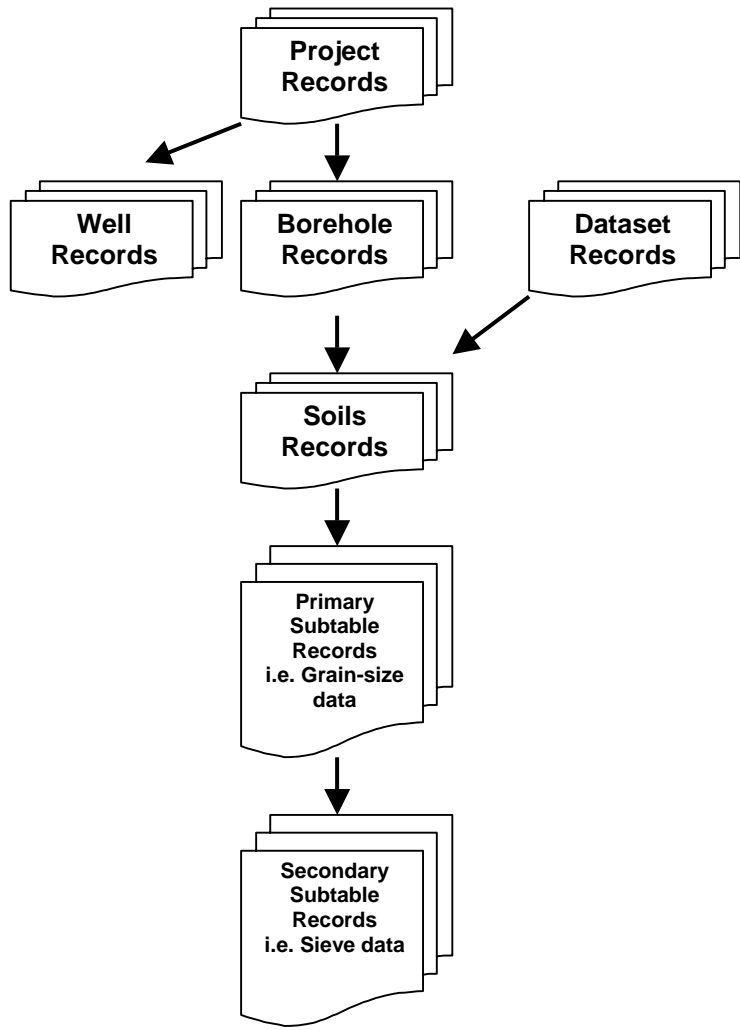 Project
Records
Well
Records
Borehole
Records
Dataset
Records
Soils
Records
Primary
Subtable
Records
i.e. Grain-size
data
Secondary
Subtable
Records
i.e. Sieve data